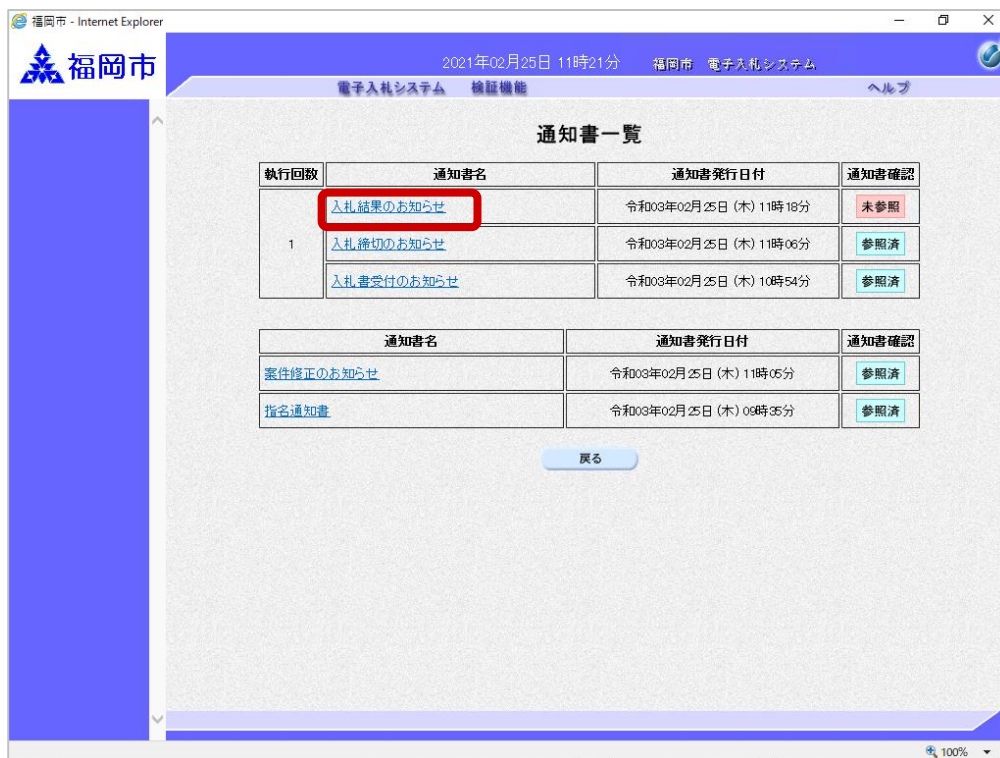 福岡市 - Internet Explorer
福岡市
2021年02月25日 11時21分 福岡市 電子入札システム
電子入札システム 検証機能 ヘルプ
通知書一覧
執行回数 通知書名 通知書発行日付 通知書確認
入札結果のお知らせ 令和03年02月25日 (木) 11時18分 未参照
1 入札締切のお知らせ 令和03年02月25日 (木) 11時06分 参照済
入札書受付のお知らせ 令和03年02月25日 (木) 10時54分 参照済
通知書名 通知書発行日付 通知書確認
案件修正のお知らせ 令和03年02月25日 (木) 11時05分 参照済
指名通知書 令和03年02月25日 (木) 09時35分 参照済
戻る
100%